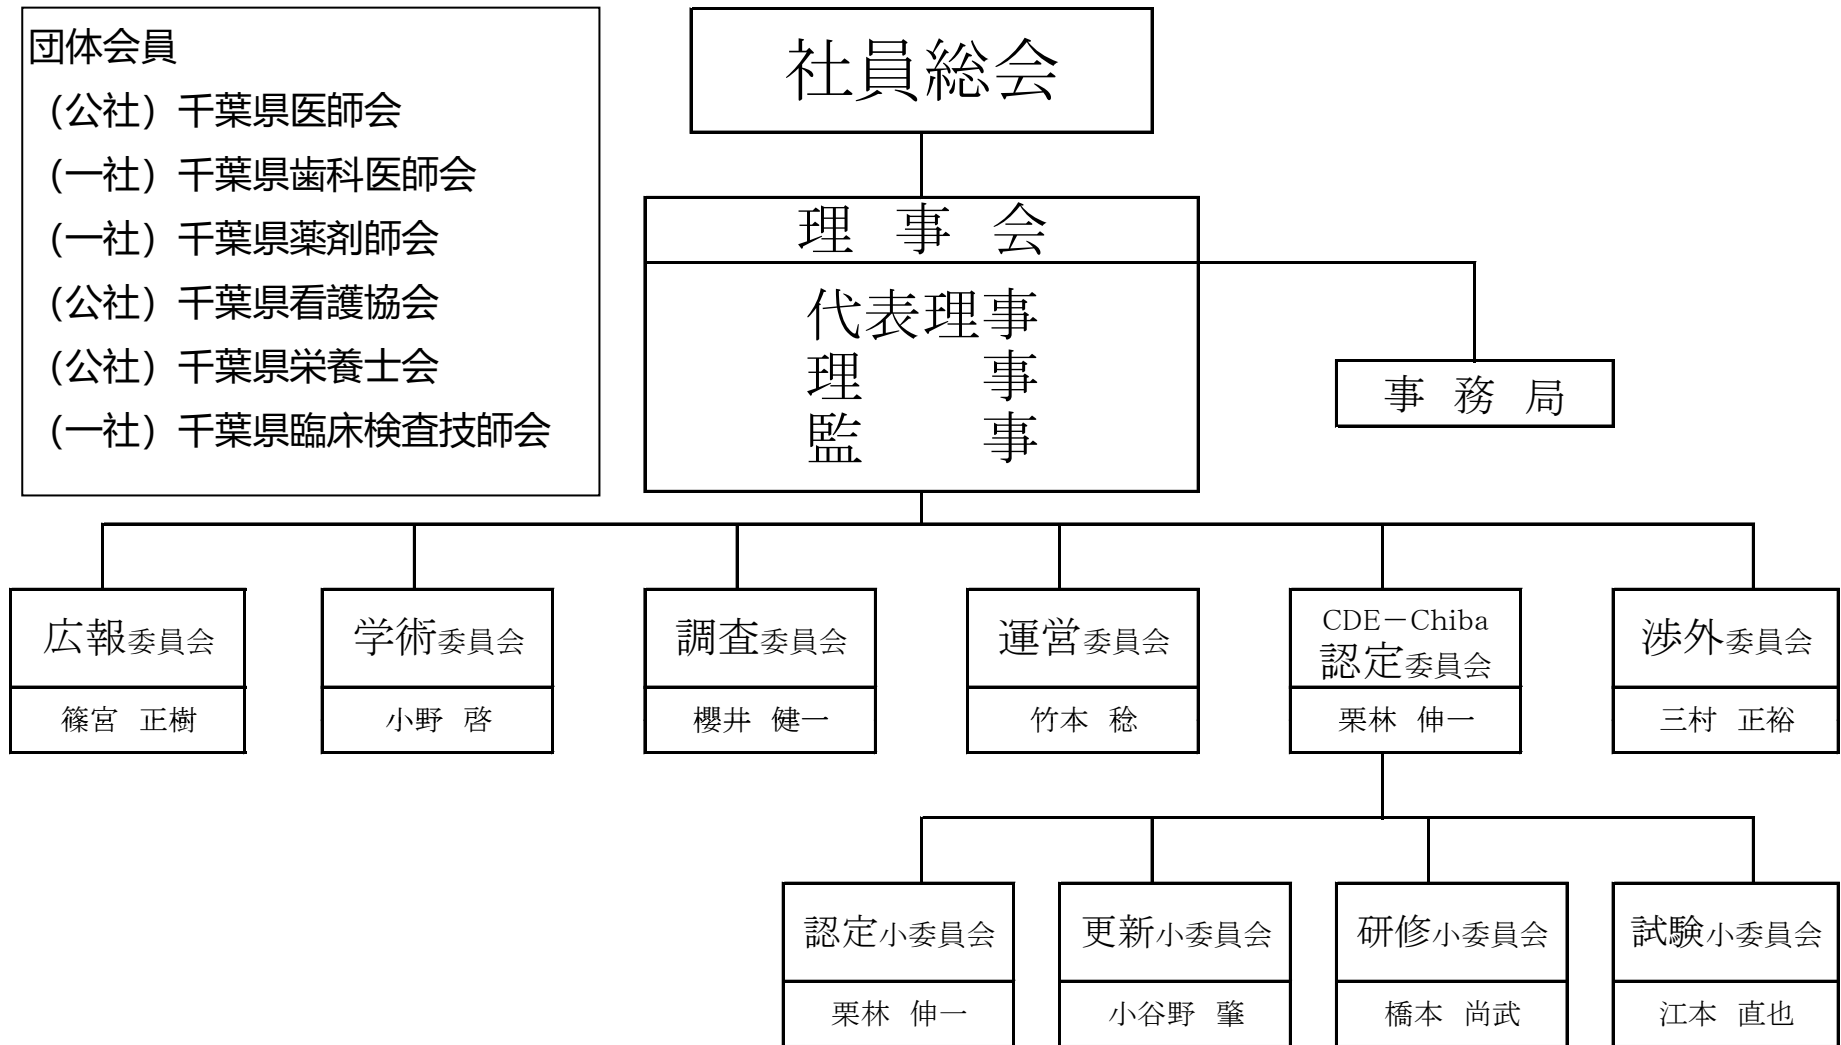 団体会員
(公社) 千葉県医師会
(一社) 千葉県歯科医師会
(一社) 千葉県薬剤師会
(公社) 千葉県看護協会
(公社) 千葉県栄養士会
(一社) 千葉県臨床検査技師会
社員総会
理 事 会
代表理事
理 事
監 事
事 務 局
広報委員会
篠宮 正樹
学術委員会
小野 啓
調査委員会
櫻井 健一
運営委員会
竹本 稔
CDE－Chiba
認定委員会
栗林 伸一
渉外委員会
三村 正裕
認定小委員会
栗林 伸一
更新小委員会
小谷野 肇
研修小委員会
橋本 尚武
試験小委員会
江本 直也